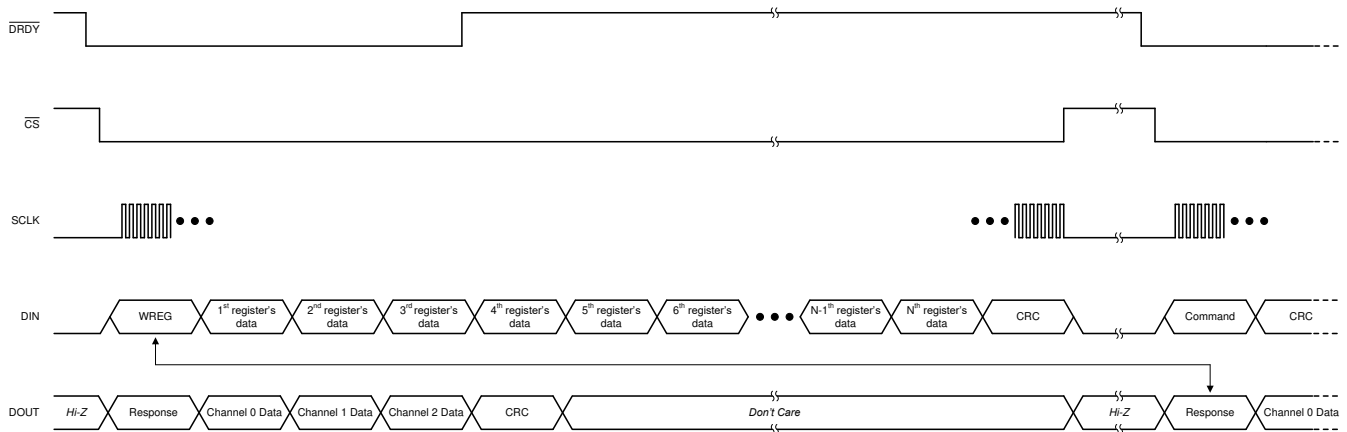 DRDY
CS
SCLK
DIN
WREG
1st register's
data
2nd register's
data
3rd register's
data
4th register's
data
5th register's
data
6th register's
data
N-1th register's
data
Nth register's
data
CRC
Command
CRC
DOUT
Hi-Z
Response
Channel 0 Data
Channel 1 Data
Channel 2 Data
CRC
Don't Care
Hi-Z
Response
Channel 0 Data